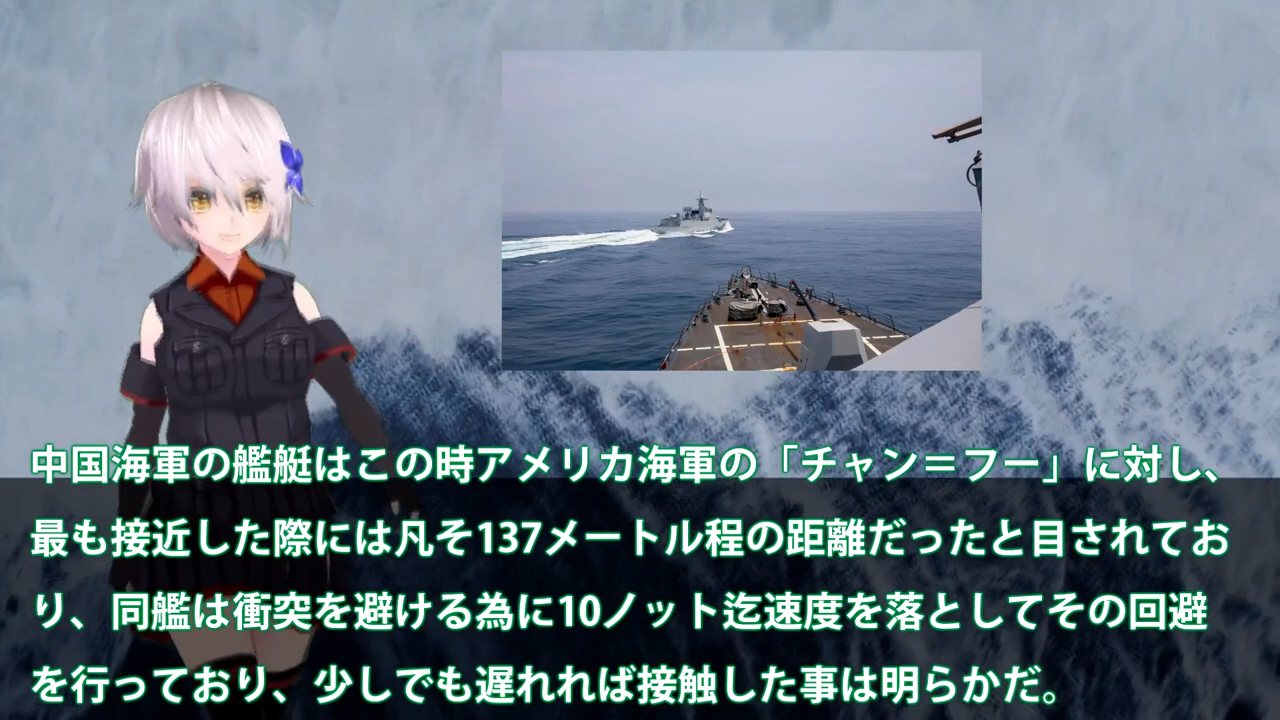 中国海軍の艦艇はこの時アメリカ海軍の「チャン＝フー」に対し、
最も接近した際には凡そ137メートル程の距離だったと目されてお
り、同艦は衝突を避ける為に10ノット迄速度を落としてその回避
を行っており、少しでも遅れれば接触した事は明らかだ。